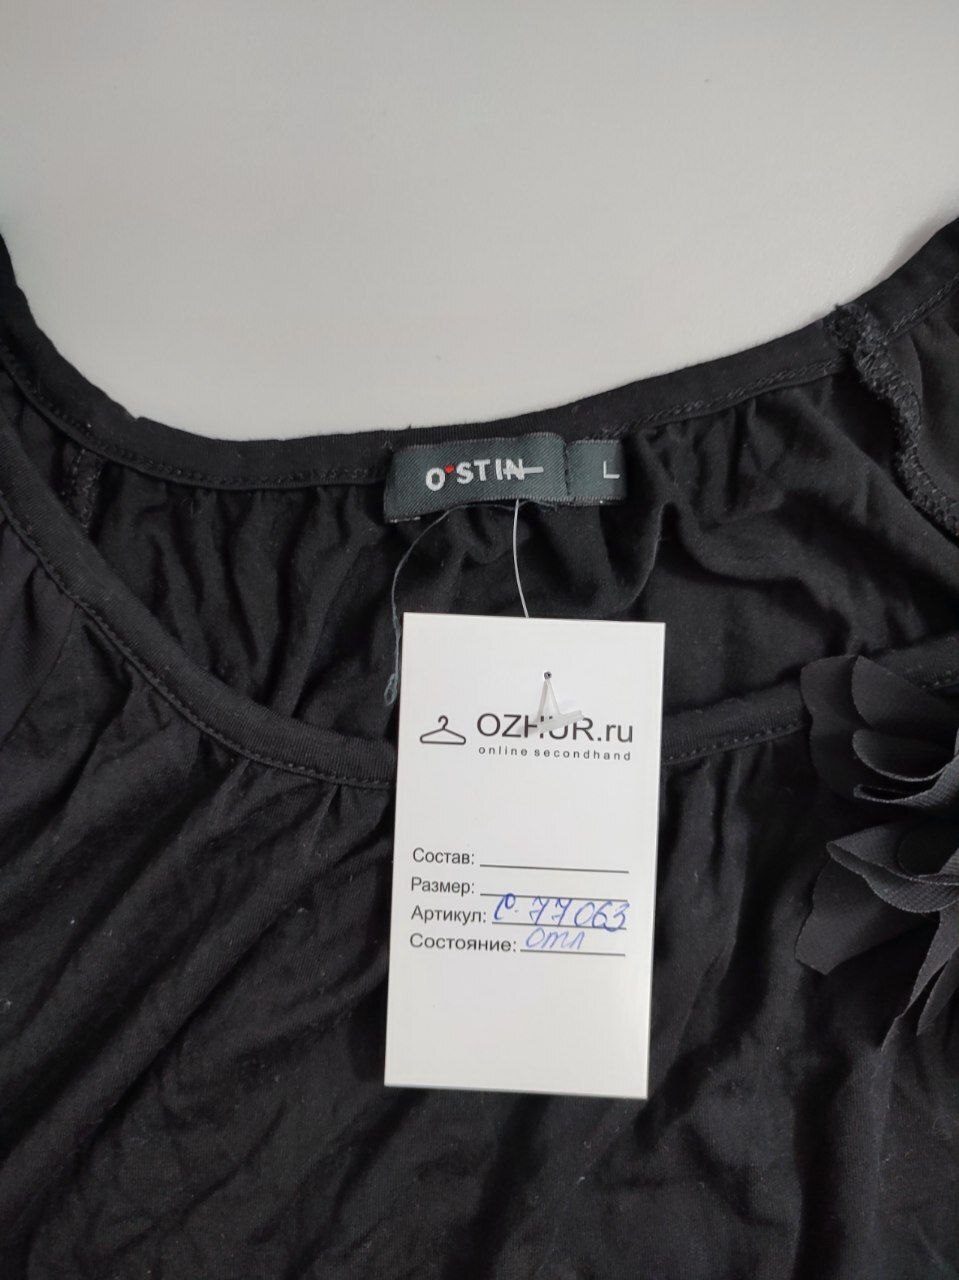 O'STIN
L
OZHUR.ru
online secondhand
Состав:
Размер:
Артикул: С-77063
Состояние: отл